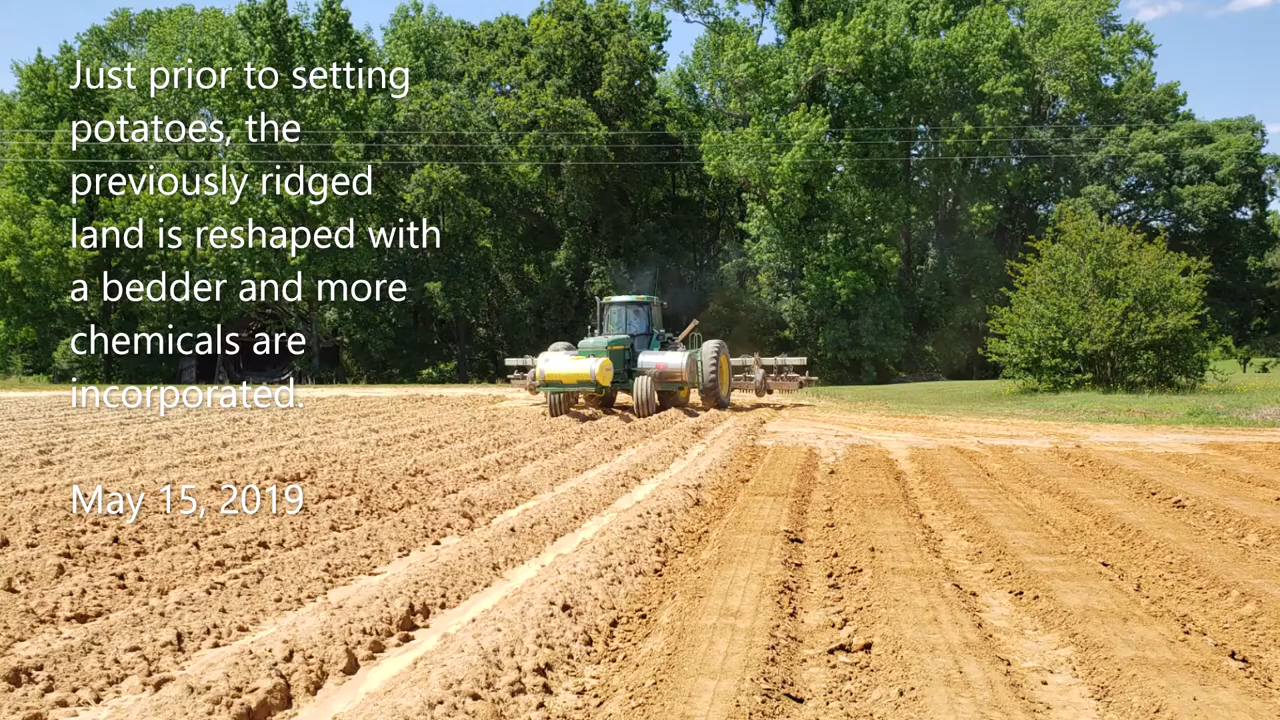 Just prior to setting
potatoes, the
previously ridged
land is reshaped with
a bedder and more
chemicals are
incorporated.
May 15, 2019